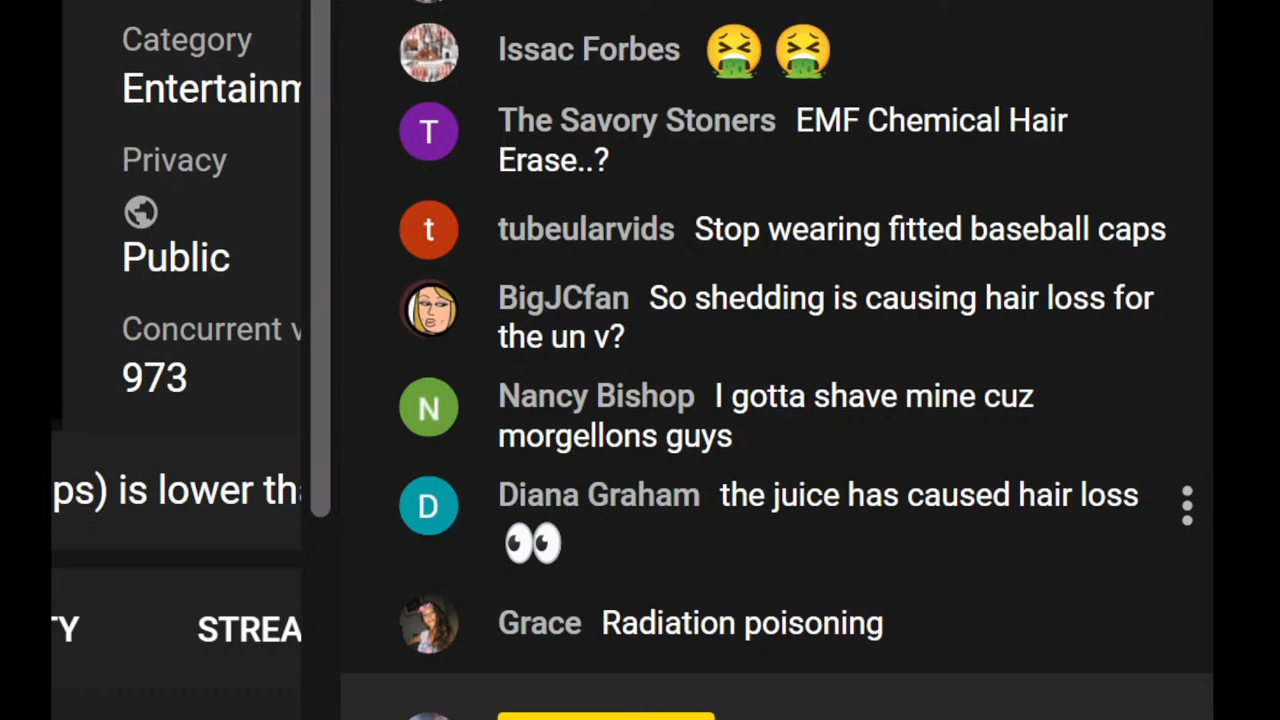 Category
Entertainm
Privacy
Public
Concurrent v
973
ps) is lower tha
TY STREA
Issac Forbes 🤮 🤮
T The Savory Stoners EMF Chemical Hair
Erase..?
t tubeularvids Stop wearing fitted baseball caps
BigJCfan So shedding is causing hair loss for
the un v?
N Nancy Bishop I gotta shave mine cuz
morgellons guys
D Diana Graham the juice has caused hair loss
👀
Grace Radiation poisoning